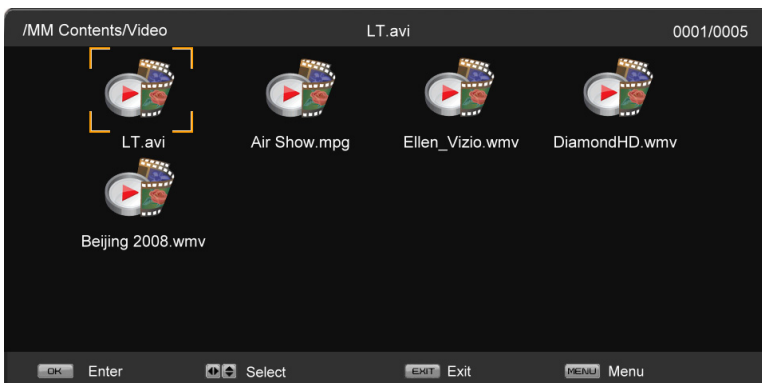 /MM Contents/Video LT.avi 0001/0005
LT.avi Air Show.mpg Ellen_Vizio.wmv DiamondHD.wmv
Beijing 2008.wmv
OK Enter Select EXIT Exit MENU Menu